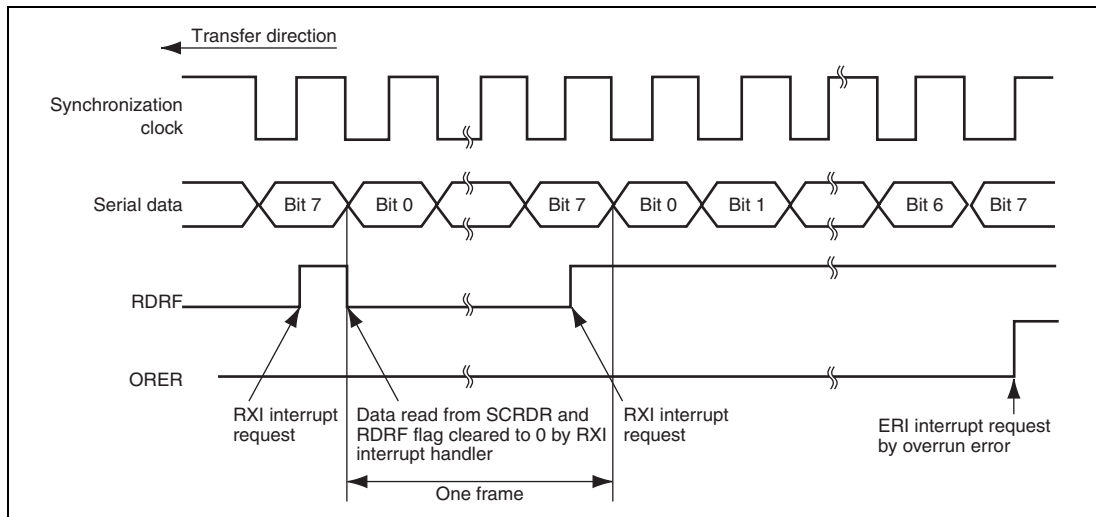 Transfer direction
Synchronization
clock
Serial data
Bit 7
Bit 0
Bit 7
Bit 0
Bit 1
Bit 6
Bit 7
RDRF
ORER
RXI interrupt
request
Data read from SCRDR and
RDRF flag cleared to 0 by RXI
interrupt handler
RXI interrupt
request
ERI interrupt request
by overrun error
One frame